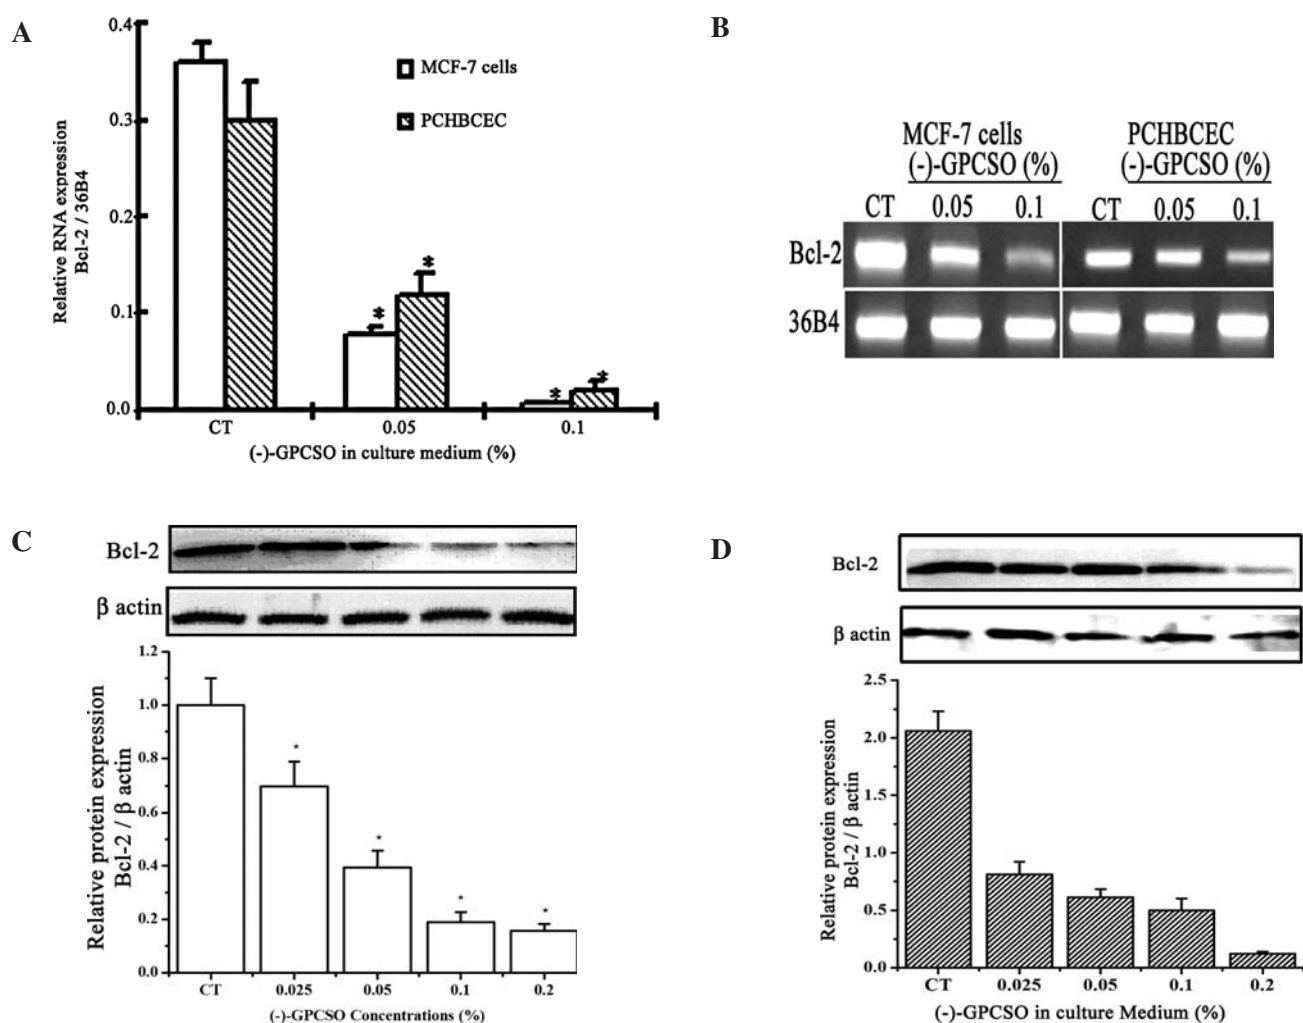 A
0.4
0.3
0.2
0.1
0.0
Relative RNA expression
Bcl-2 / 36B4
MCF-7 cells
PCHBCEC
*
*
*
*
CT
0.05
0.1
(-)-GPCSO in culture medium (%)
B
MCF-7 cells
(-)-GPCSO (%)
PCHBCEC
(-)-GPCSO (%)
CT 0.05 0.1
CT 0.05 0.1
Bcl-2
36B4
C
Bcl-2
β actin
1.2
1.0
0.8
0.6
0.4
0.2
0.0
Relative protein expression
Bcl-2 / β actin
*
*
*
*
CT 0.025 0.05 0.1 0.2
(-)-GPCSO Concentrations (%)
D
Bcl-2
β actin
2.5
2.0
1.5
1.0
0.5
0.0
Relative protein expression
Bcl-2 / β actin
CT 0.025 0.05 0.1 0.2
(-)-GPCSO in culture Medium (%)